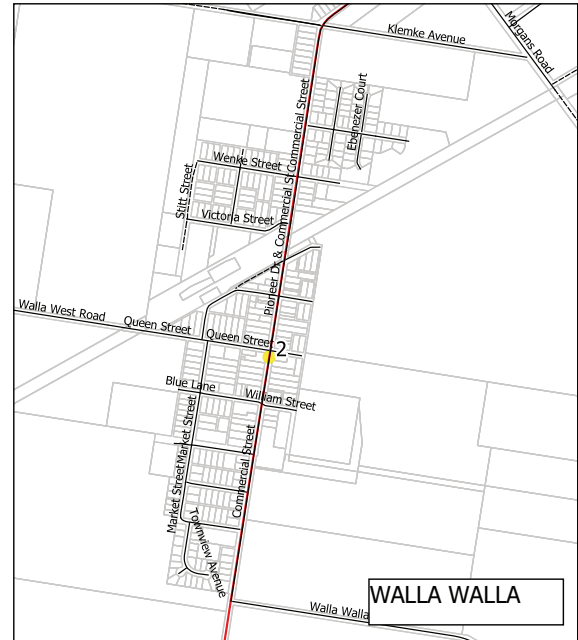 Klemke Avenue
Morgans Road
Commercial Street
Ebenezer Court
Wenke Street
Stitt Street
Victoria Street
Pioneer Dr & Commercial St
Walla West Road
Queen Street
Queen Street
2
Blue Lane
William Street
Market Street
Market Street
Commercial Street
Townview Avenue
WALLA WALLA
Walla Walla